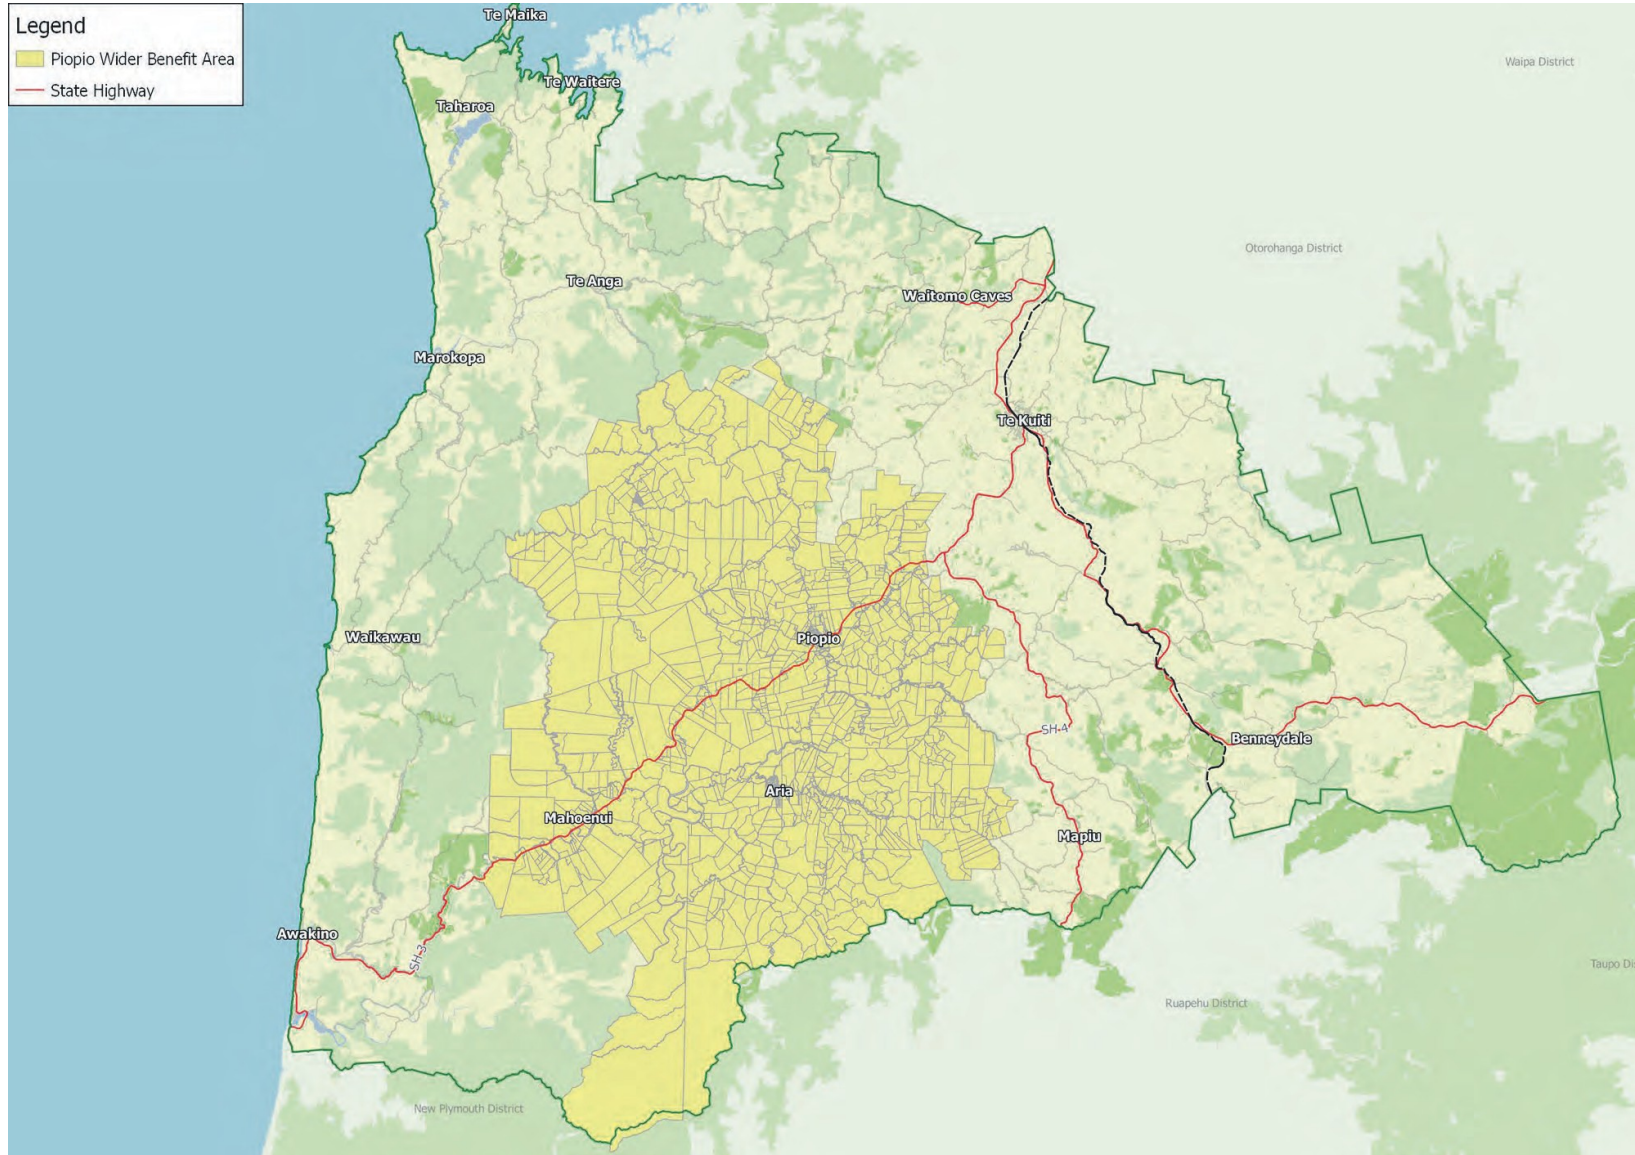 Legend
Piopio Wider Benefit Area
State Highway
Te Maika
Waipa District
Te Waitere
Taharoa
Otorohanga District
Te Anga
Waitomo Caves
Marokopa
Te Kuiti
Waikawau
Piopio
SH 4
Benneydale
Aria
Mahoenui
Mapiu
Awakino
SH 3
Taupo Di
Ruapehu District
New Plymouth District